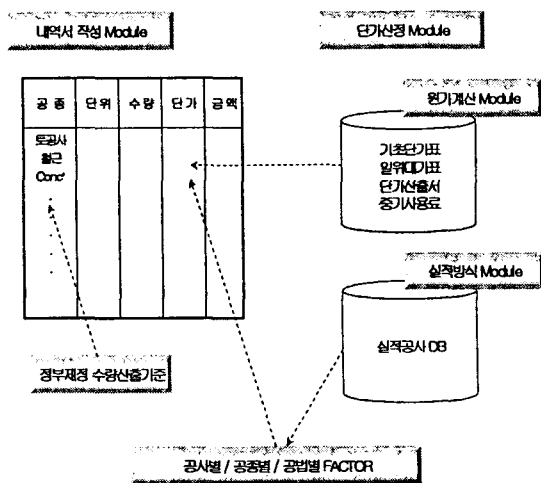 내역서 작성 Module
단가산정 Module
원가계산 Module
공종 단위 수량 단가 금액
토공사
철근
Conc'
기초단가표
일위대가표
단가산출서
중기사용료
실적방식 Module
실적공사 DB
정부재정 수량산출기준
공사별 / 공종별 / 공법별 FACTOR